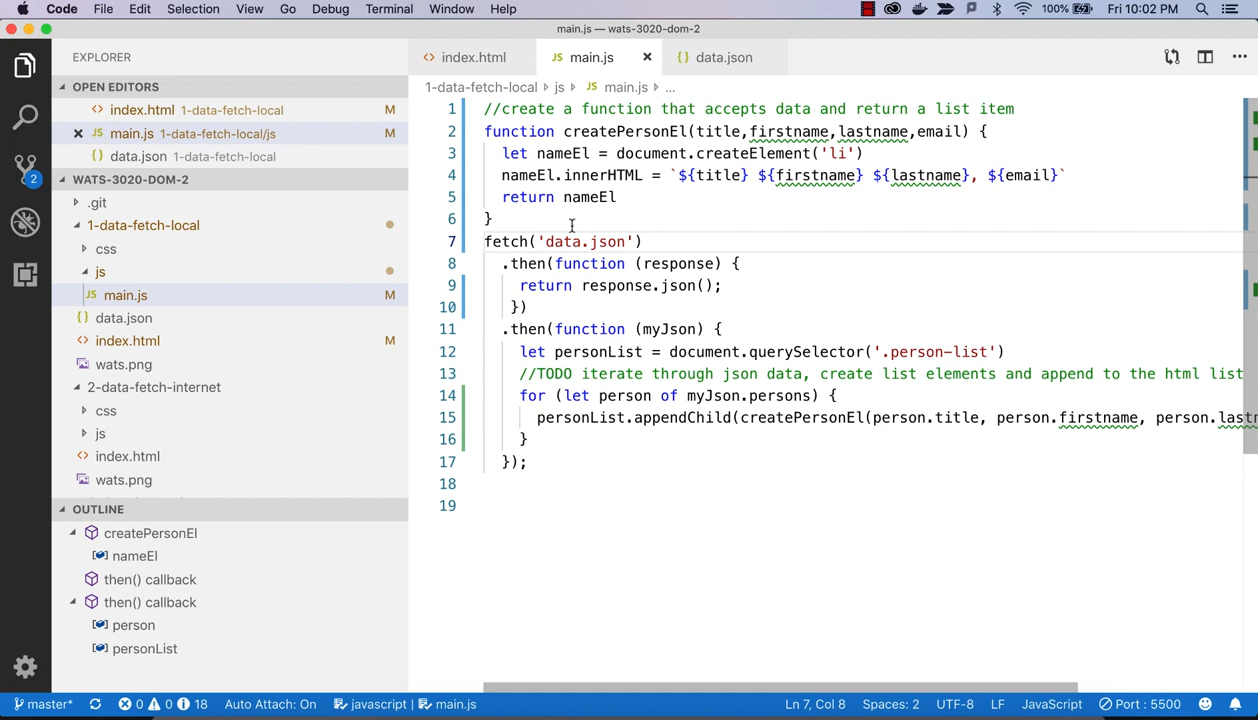 Code File Edit Selection View Go Debug Terminal Window Help 100% Fri 10:02 PM
main.js — wats-3020-dom-2
EXPLORER
OPEN EDITORS
index.html 1-data-fetch-local M
main.js 1-data-fetch-local/js M
data.json 1-data-fetch-local
WATS-3020-DOM-2
.git
1-data-fetch-local
css
js
main.js M
data.json
index.html M
wats.png
2-data-fetch-internet
css
js
index.html
wats.png
OUTLINE
createPersonEl
nameEl
then() callback
then() callback
person
personList
2
index.html
JS main.js
{ } data.json
1-data-fetch-local › js › JS main.js › ...
1 //create a function that accepts data and return a list item
2 function createPersonEl(title,firstname,lastname,email) {
3 let nameEl = document.createElement('li')
4 nameEl.innerHTML = `${title} ${firstname} ${lastname}, ${email}`
5 return nameEl
6 }
7 fetch('data.json')
8 .then(function (response) {
9 return response.json();
10 })
11 .then(function (myJson) {
12 let personList = document.querySelector('.person-list')
13 //TODO iterate through json data, create list elements and append to the html list
14 for (let person of myJson.persons) {
15 personList.appendChild(createPersonEl(person.title, person.firstname, person.lastn
16 }
17 });
18
19
master* 0 0 18 Auto Attach: On javascript | main.js Ln 7, Col 8 Spaces: 2 UTF-8 LF JavaScript Port : 5500